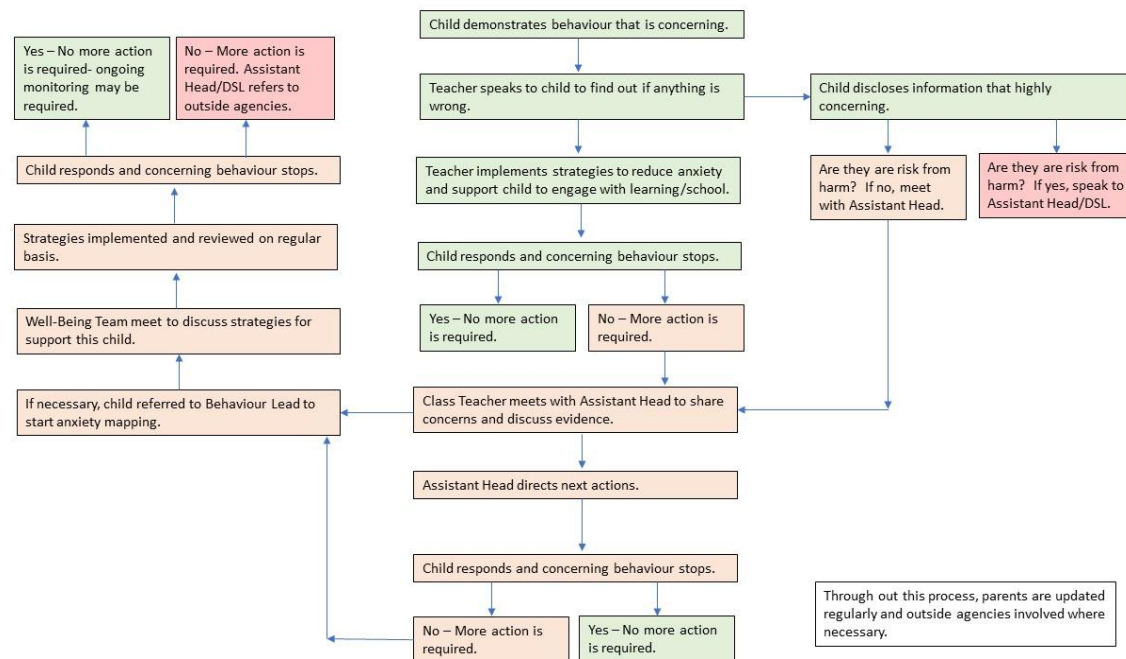 Child demonstrates behaviour that is concerning.
Teacher speaks to child to find out if anything is
wrong.
Child discloses information that highly
concerning.
Are they are risk from
harm?  If no, meet
with Assistant Head.
Are they are risk from
harm?  If yes, speak to
Assistant Head/DSL.
Teacher implements strategies to reduce anxiety
and support child to engage with learning/school.
Child responds and concerning behaviour stops.
Yes – No more action
is required.
No – More action is
required.
Class Teacher meets with Assistant Head to share
concerns and discuss evidence.
Assistant Head directs next actions.
Child responds and concerning behaviour stops.
No – More action is
required.
Yes – No more action
is required.
If necessary, child referred to Behaviour Lead to
start anxiety mapping.
Well-Being Team meet to discuss strategies for
support this child.
Strategies implemented and reviewed on regular
basis.
Child responds and concerning behaviour stops.
Yes – No more action
is required- ongoing
monitoring may be
required.
No – More action is
required. Assistant
Head/DSL refers to
outside agencies.
Through out this process, parents are updated
regularly and outside agencies involved where
necessary.